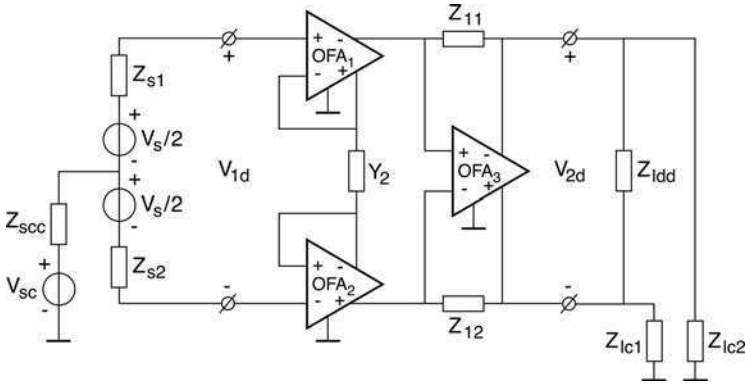 Z11
+ - OFA1 - +
+
+
Zs1
+ Vs/2 -
V1d
Y2
+ - OFA3 - +
V2d
Zldd
+ Vs/2 -
Zscc
Zs2
+ Vsc -
-
+ - OFA2 - +
Z12
-
Zlc1
Zlc2